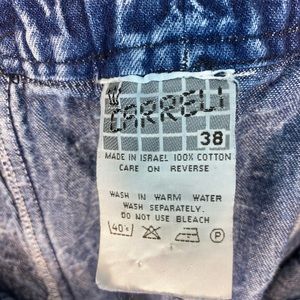 CARRELI
38
MADE IN ISRAEL 100% COTTON
CARE ON REVERSE
WASH IN WARM WATER
WASH SEPARATELY.
DO NOT USE BLEACH
40°c P